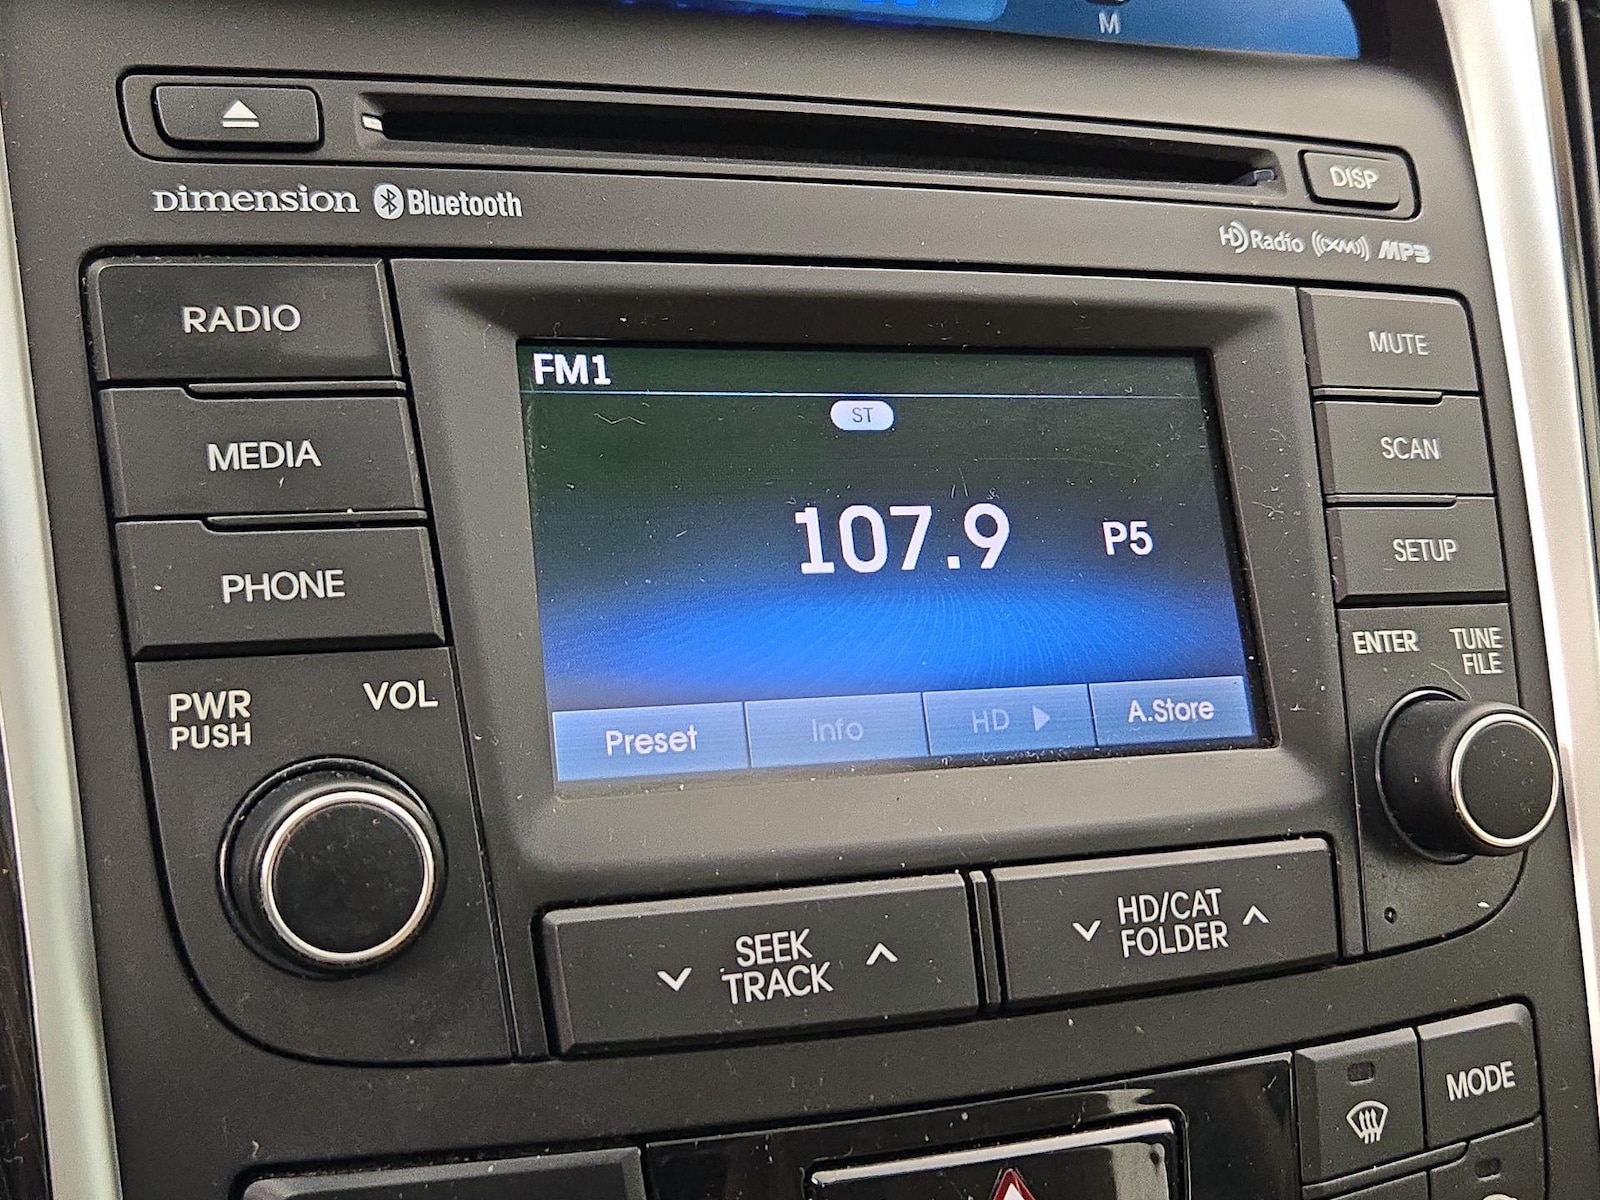 M
DISP
Dimension Bluetooth
HD Radio ((XM)) MP3
RADIO
MEDIA
PHONE
PWR
PUSH
VOL
FM1
ST
107.9 P5
Preset Info HD A.Store
MUTE
SCAN
SETUP
ENTER
TUNE
FILE
SEEK
TRACK
HD/CAT
FOLDER
MODE